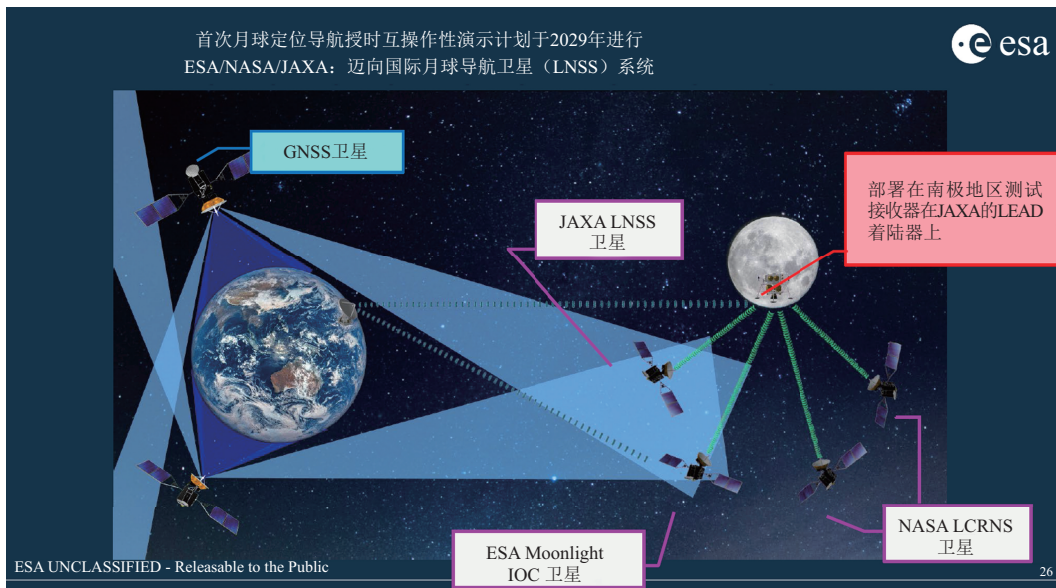 首次月球定位导航授时互操作性演示计划于2029年进行
ESA/NASA/JAXA：迈向国际月球导航卫星（LNSS）系统
esa
GNSS卫星
JAXA LNSS
卫星
部署在南极地区测试
接收器在JAXA的LEAD
着陆器上
ESA Moonlight
IOC 卫星
NASA LCRNS
卫星
ESA UNCLASSIFIED - Releasable to the Public
26